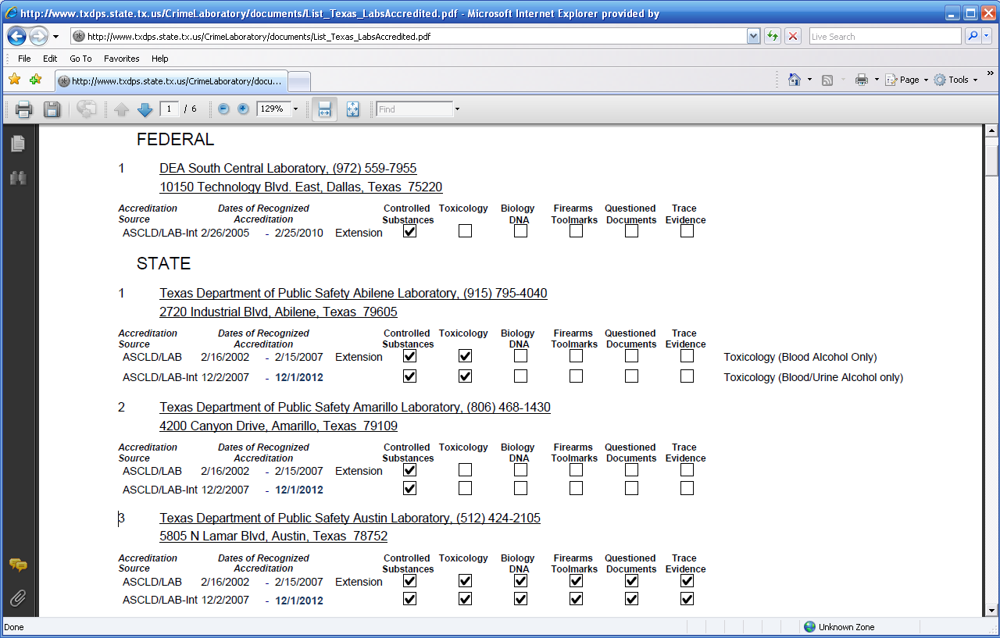 http://www.txdps.state.tx.us/CrimeLaboratory/documents/List_Texas_LabsAccredited.pdf - Microsoft Internet Explorer provided by
http://www.txdps.state.tx.us/CrimeLaboratory/documents/List_Texas_LabsAccredited.pdf Live Search
File Edit Go To Favorites Help
http://www.txdps.state.tx.us/CrimeLaboratory/docu... Page Tools
1 / 6 129% Find
FEDERAL
1 DEA South Central Laboratory, (972) 559-7955
10150 Technology Blvd. East, Dallas, Texas 75220
Accreditation Dates of Recognized Controlled Toxicology Biology Firearms Questioned Trace
Source Accreditation Substances DNA Toolmarks Documents Evidence
ASCLD/LAB-Int 2/26/2005 - 2/25/2010 Extension
STATE
1 Texas Department of Public Safety Abilene Laboratory, (915) 795-4040
2720 Industrial Blvd, Abilene, Texas 79605
Accreditation Dates of Recognized Controlled Toxicology Biology Firearms Questioned Trace
Source Accreditation Substances DNA Toolmarks Documents Evidence
ASCLD/LAB 2/16/2002 - 2/15/2007 Extension Toxicology (Blood Alcohol Only)
ASCLD/LAB-Int 12/2/2007 - 12/1/2012 Toxicology (Blood/Urine Alcohol only)
2 Texas Department of Public Safety Amarillo Laboratory, (806) 468-1430
4200 Canyon Drive, Amarillo, Texas 79109
Accreditation Dates of Recognized Controlled Toxicology Biology Firearms Questioned Trace
Source Accreditation Substances DNA Toolmarks Documents Evidence
ASCLD/LAB 2/16/2002 - 2/15/2007 Extension
ASCLD/LAB-Int 12/2/2007 - 12/1/2012
3 Texas Department of Public Safety Austin Laboratory, (512) 424-2105
5805 N Lamar Blvd, Austin, Texas 78752
Accreditation Dates of Recognized Controlled Toxicology Biology Firearms Questioned Trace
Source Accreditation Substances DNA Toolmarks Documents Evidence
ASCLD/LAB 2/16/2002 - 2/15/2007 Extension
ASCLD/LAB-Int 12/2/2007 - 12/1/2012
Done Unknown Zone